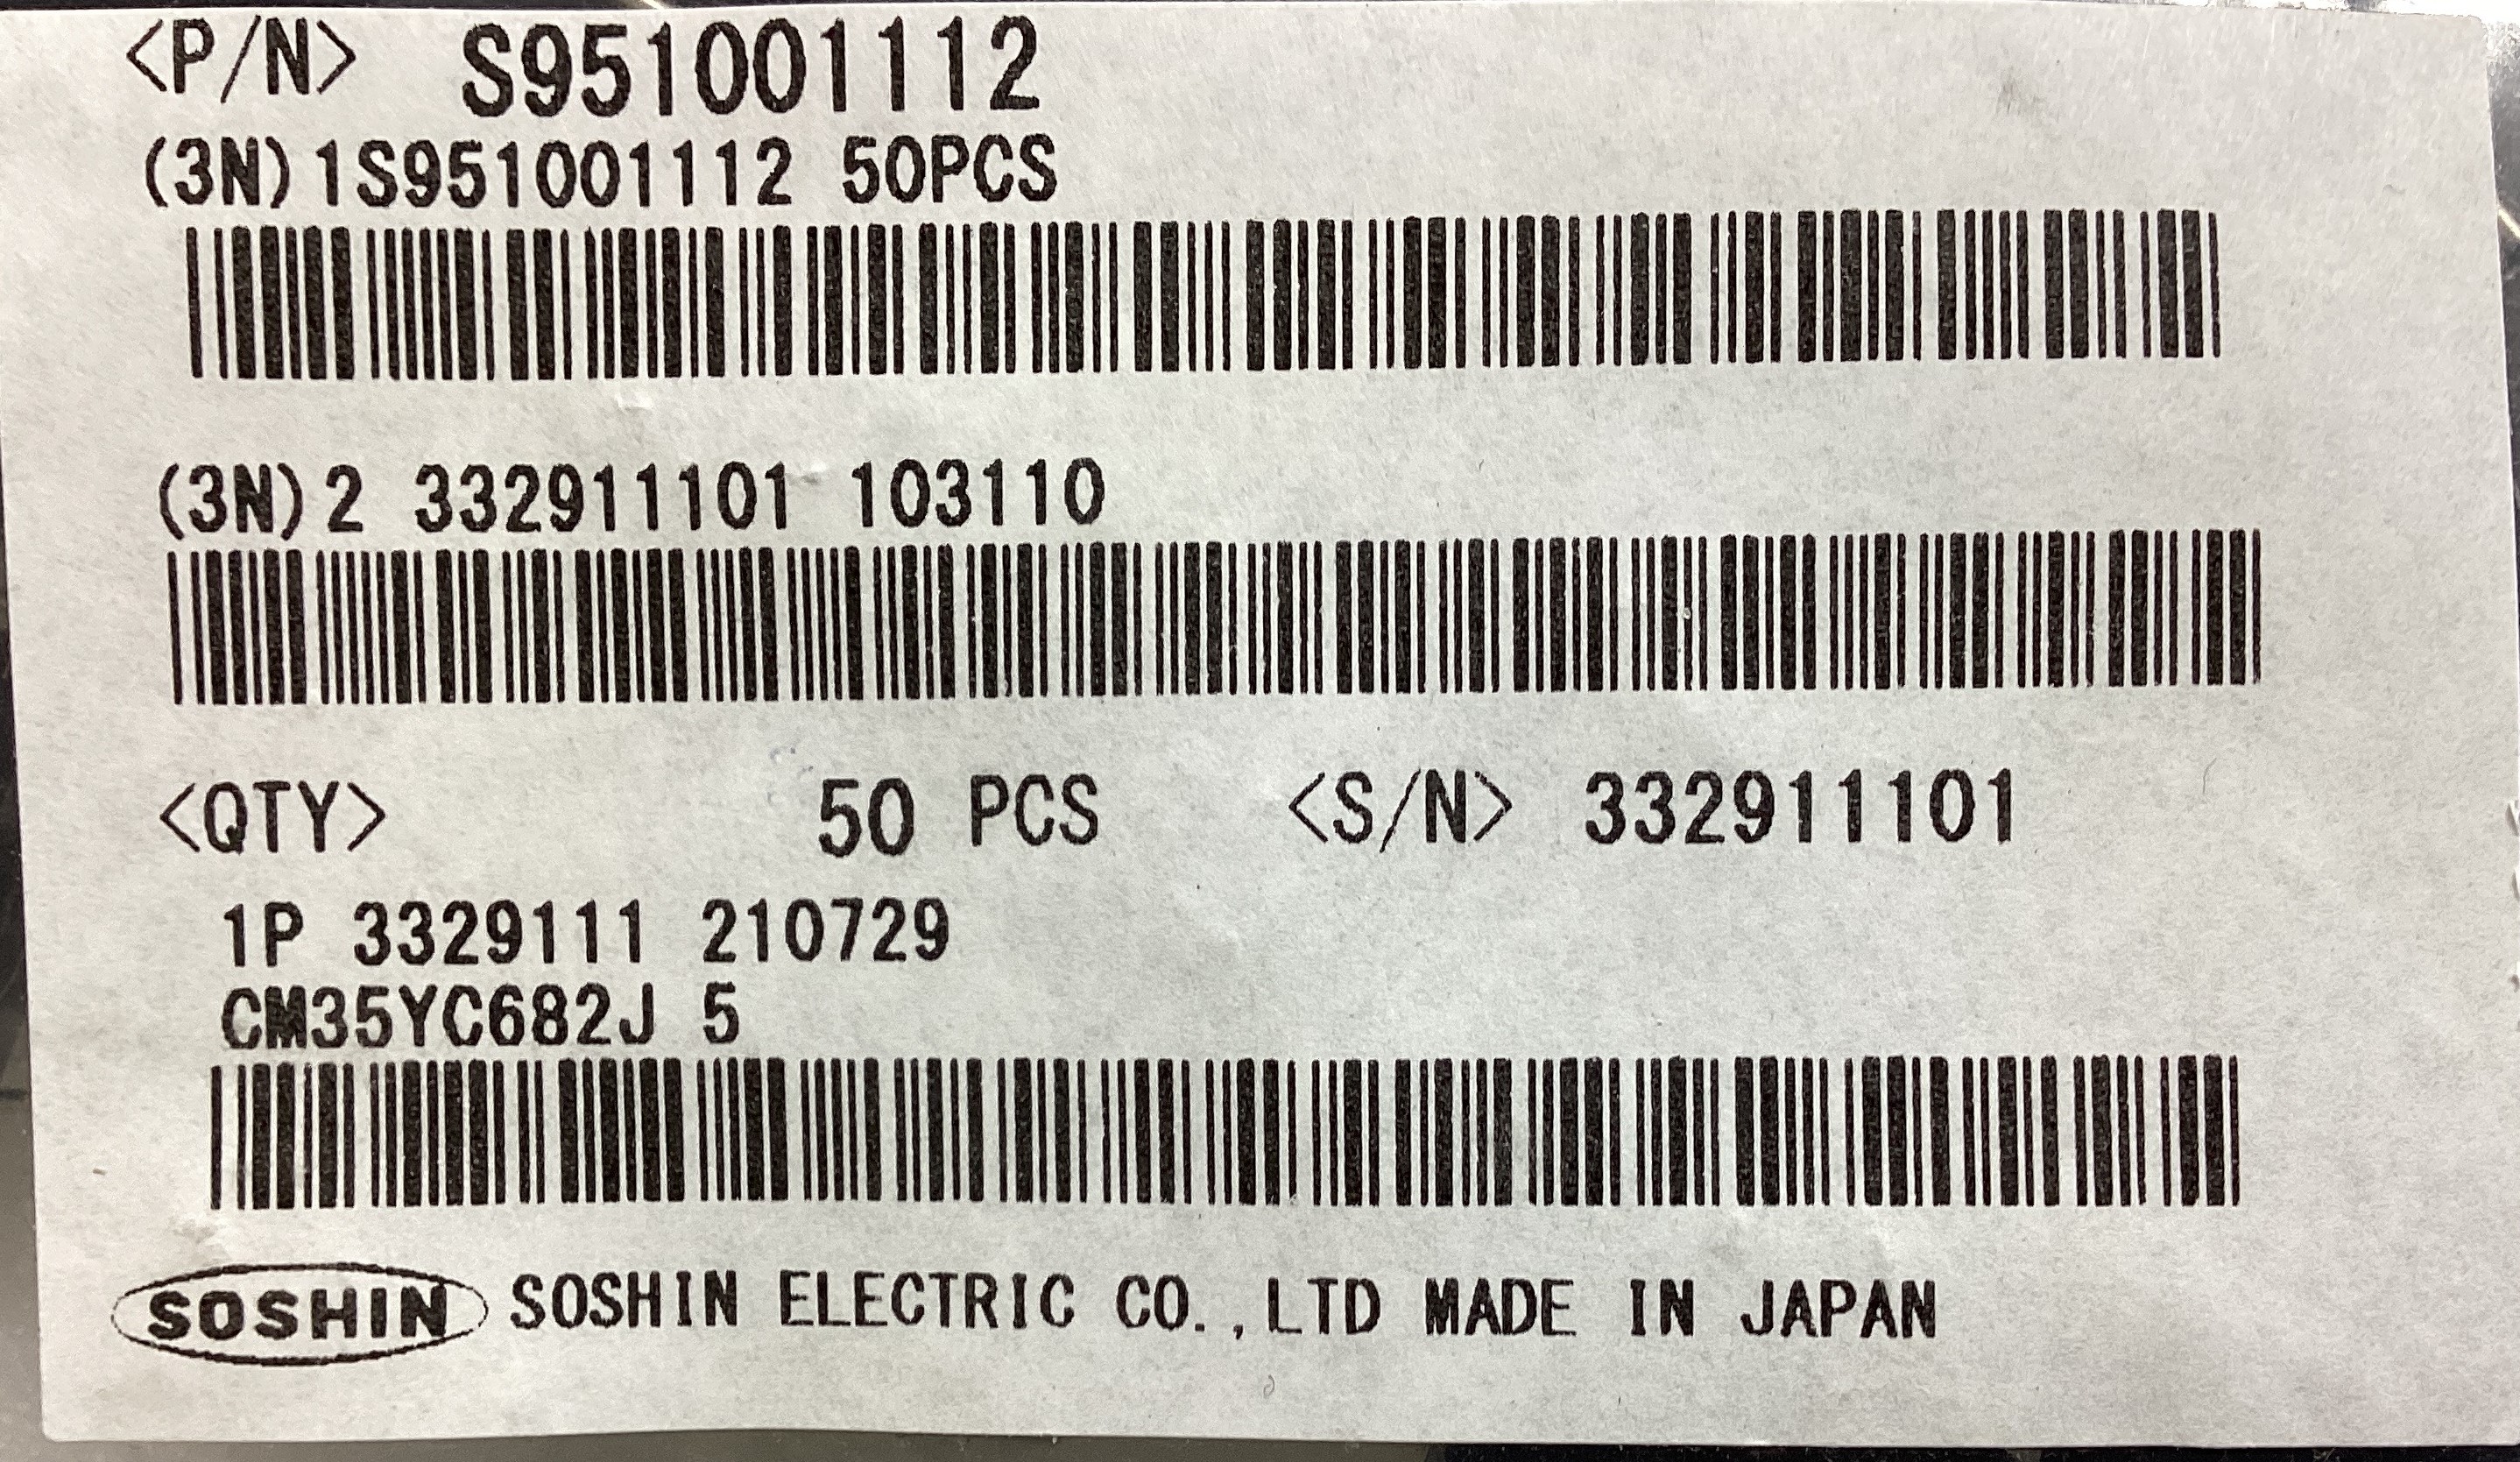 <P/N> S951001112
(3N)1S951001112 50PCS
(3N)2 332911101 103110
<QTY> 50 PCS <S/N> 332911101
1P 3329111 210729
CM35YC682J 5
SOSHIN SOSHIN ELECTRIC CO.,LTD MADE IN JAPAN